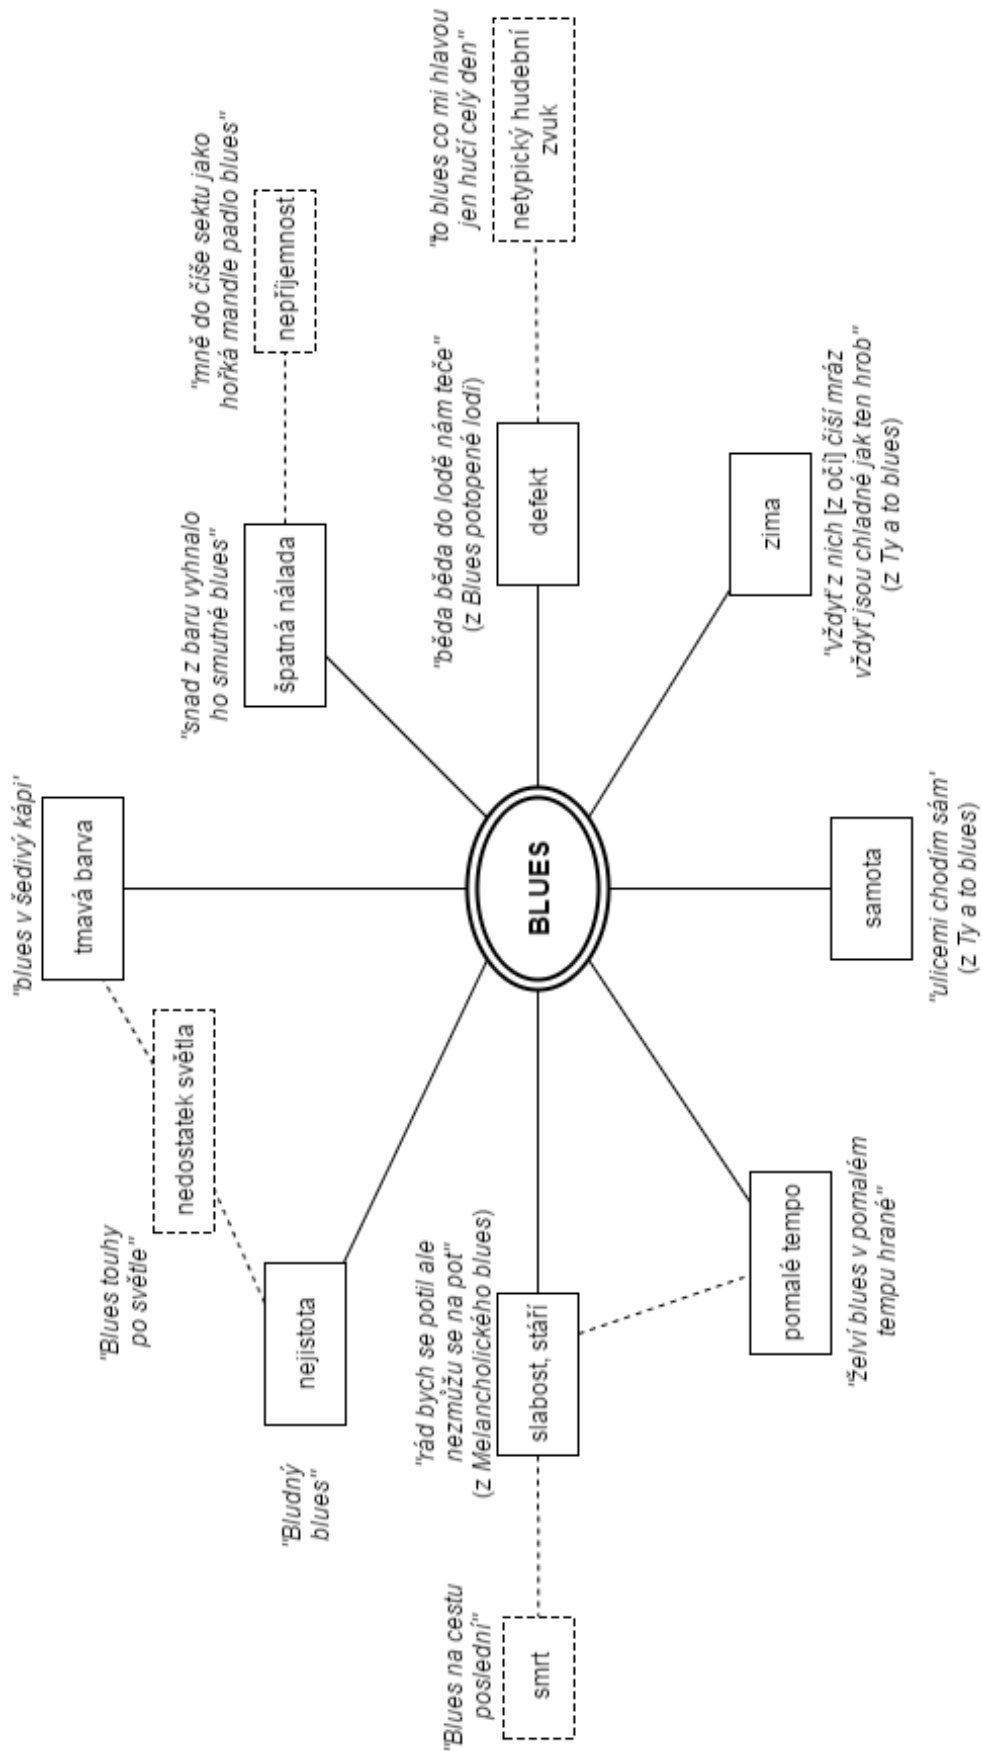 "blues v šedivý kápi'
tmavá barva
"Blues touhy
po světle"
nedostatek světla
"snad z baru vyhnalo
ho smutné blues"
špatná nálada
"mně do číše sektu jako
hořká mandle padlo blues"
nepříjemnost
"Bludný
blues"
nejistota
"Blues na cestu
poslední"
smrt
"rád bych se potil ale
nezmůžu se na pot"
(z Melancholického blues)
slabost, stáří
BLUES
"běda běda do lodě nám teče"
(z Blues potopené lodi)
defekt
"to blues co mi hlavou
jen hučí celý den"
netypický hudební
zvuk
pomalé tempo
"želví blues v pomalém
tempu hrané"
samota
"ulicemi chodím sám'
(z Ty a to blues)
zima
"vždyť z nich [z očí] čiší mráz
vždyť jsou chladné jak ten hrob"
(z Ty a to blues)